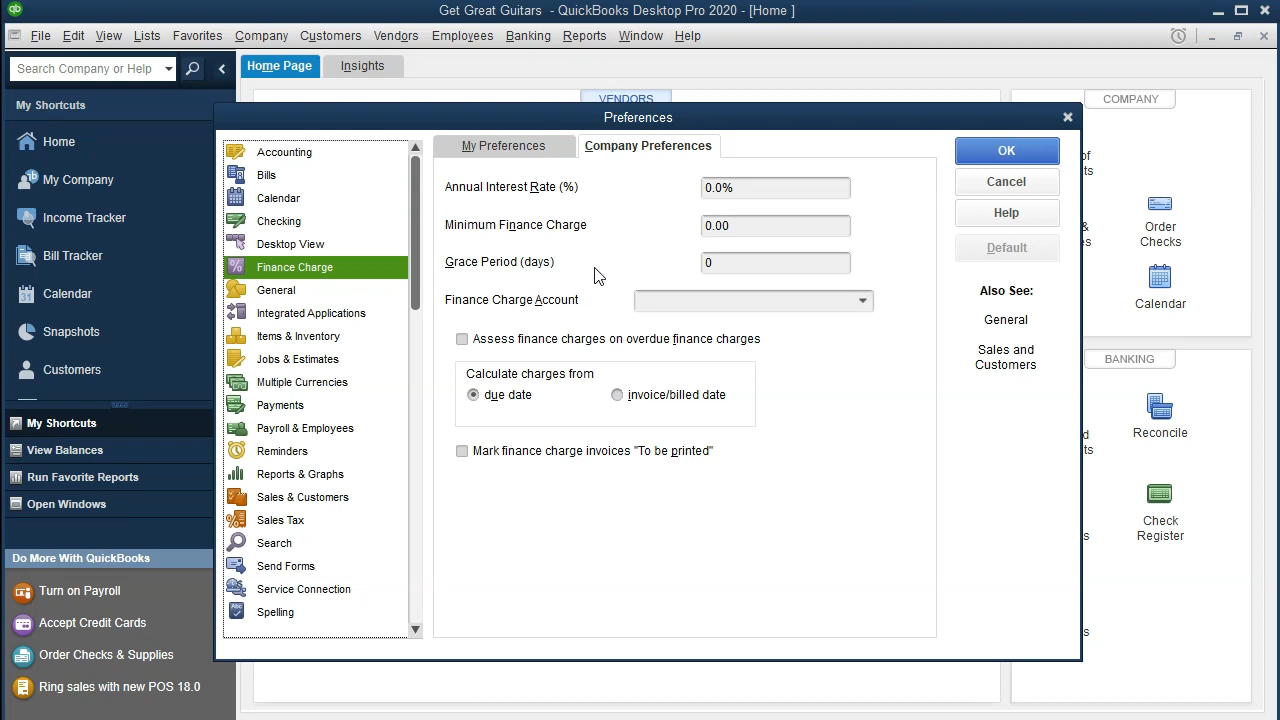 Get Great Guitars - QuickBooks Desktop Pro 2020 - [Home ]
File Edit View Lists Favorites Company Customers Vendors Employees Banking Reports Window Help
Search Company or Help
Home Page Insights
My Shortcuts
Home
My Company
Income Tracker
Bill Tracker
Calendar
Snapshots
Customers
My Shortcuts
View Balances
Run Favorite Reports
Open Windows
Do More With QuickBooks
Turn on Payroll
Accept Credit Cards
Order Checks & Supplies
Ring sales with new POS 18.0
VENDORS
COMPANY
Order
Checks
Calendar
BANKING
Reconcile
Check
Register
Preferences
Accounting
Bills
Calendar
Checking
Desktop View
Finance Charge
General
Integrated Applications
Items & Inventory
Jobs & Estimates
Multiple Currencies
Payments
Payroll & Employees
Reminders
Reports & Graphs
Sales & Customers
Sales Tax
Search
Send Forms
Service Connection
Spelling
My Preferences Company Preferences
Annual Interest Rate (%) 0.0%
Minimum Finance Charge 0.00
Grace Period (days) 0
Finance Charge Account
Assess finance charges on overdue finance charges
Calculate charges from
due date invoice/billed date
Mark finance charge invoices "To be printed"
OK
Cancel
Help
Default
Also See:
General
Sales and
Customers